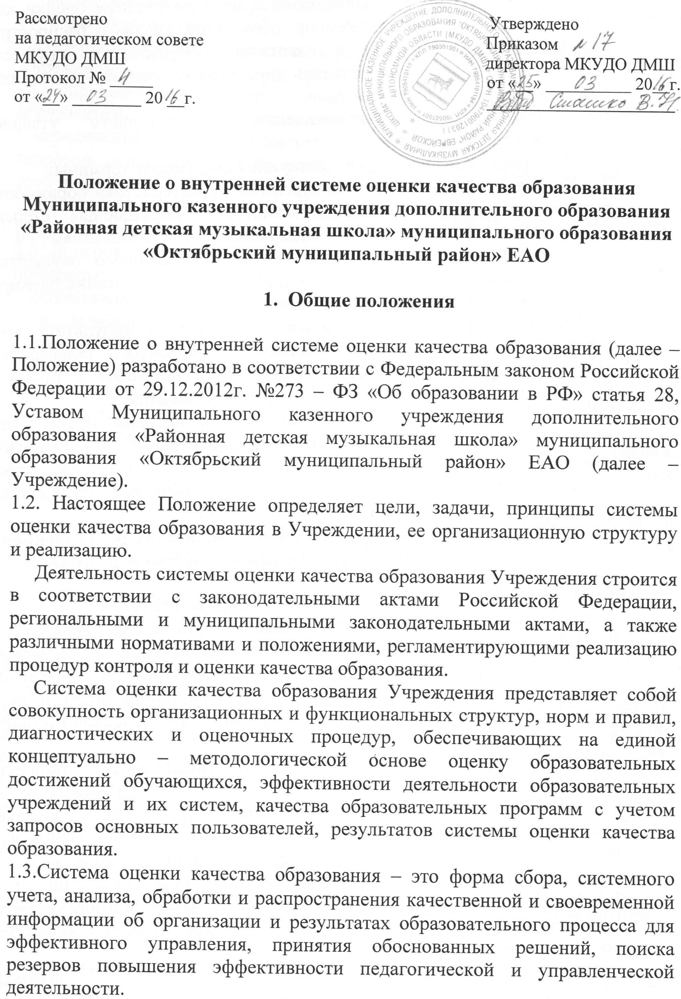 Рассмотрено
на педагогическом совете
МКУДО ДМШ
Протокол № 4
от «24» 03 2016 г.
Утверждено
Приказом № 17
директора МКУДО ДМШ
от «25» 03 2016 г.
Сташко В.Н.
МУНИЦИПАЛЬНОЕ КАЗЕННОЕ УЧРЕЖДЕНИЕ ДОПОЛНИТЕЛЬНОГО ОБРАЗОВАНИЯ "РАЙОННАЯ ДЕТСКАЯ МУЗЫКАЛЬНАЯ
ШКОЛА" МУНИЦИПАЛЬНОГО ОБРАЗОВАНИЯ "ОКТЯБРЬСКИЙ МУНИЦИПАЛЬНЫЙ РАЙОН" ЕВРЕЙСКОЙ
АВТОНОМНОЙ ОБЛАСТИ (МКУДО ДМШ) * ОГРН 1047900120311
Положение о внутренней системе оценки качества образования
Муниципального казенного учреждения дополнительного образования
«Районная детская музыкальная школа» муниципального образования
«Октябрьский муниципальный район» ЕАО
1. Общие положения
1.1.Положение о внутренней системе оценки качества образования (далее –
Положение) разработано в соответствии с Федеральным законом Российской
Федерации от 29.12.2012г. №273 – ФЗ «Об образовании в РФ» статья 28,
Уставом Муниципального казенного учреждения дополнительного
образования «Районная детская музыкальная школа» муниципального
образования «Октябрьский муниципальный район» ЕАО (далее –
Учреждение).
1.2. Настоящее Положение определяет цели, задачи, принципы системы
оценки качества образования в Учреждении, ее организационную структуру
и реализацию.
Деятельность системы оценки качества образования Учреждения строится
в соответствии с законодательными актами Российской Федерации,
региональными и муниципальными законодательными актами, а также
различными нормативами и положениями, регламентирующими реализацию
процедур контроля и оценки качества образования.
Система оценки качества образования Учреждения представляет собой
совокупность организационных и функциональных структур, норм и правил,
диагностических и оценочных процедур, обеспечивающих на единой
концептуально – методологической основе оценку образовательных
достижений обучающихся, эффективности деятельности образовательных
учреждений и их систем, качества образовательных программ с учетом
запросов основных пользователей, результатов системы оценки качества
образования.
1.3.Система оценки качества образования – это форма сбора, системного
учета, анализа, обработки и распространения качественной и своевременной
информации об организации и результатах образовательного процесса для
эффективного управления, принятия обоснованных решений, поиска
резервов повышения эффективности педагогической и управленческой
деятельности.